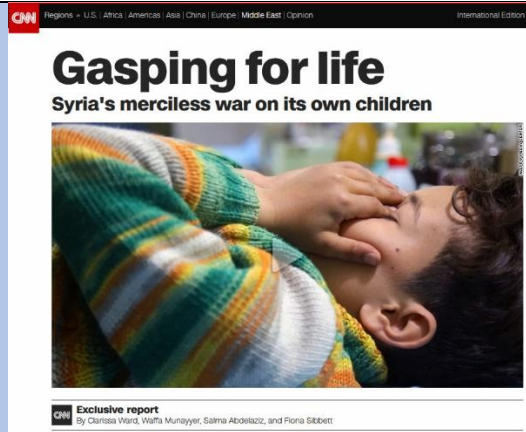 CNN Regions U.S. | Africa | Americas | Asia | China | Europe | Middle East | Opinion International Edition
Gasping for life
Syria's merciless war on its own children
CNN Exclusive report
By Clarissa Ward, Waffa Munayyer, Salma Abdelaziz, and Fiona Sibbett